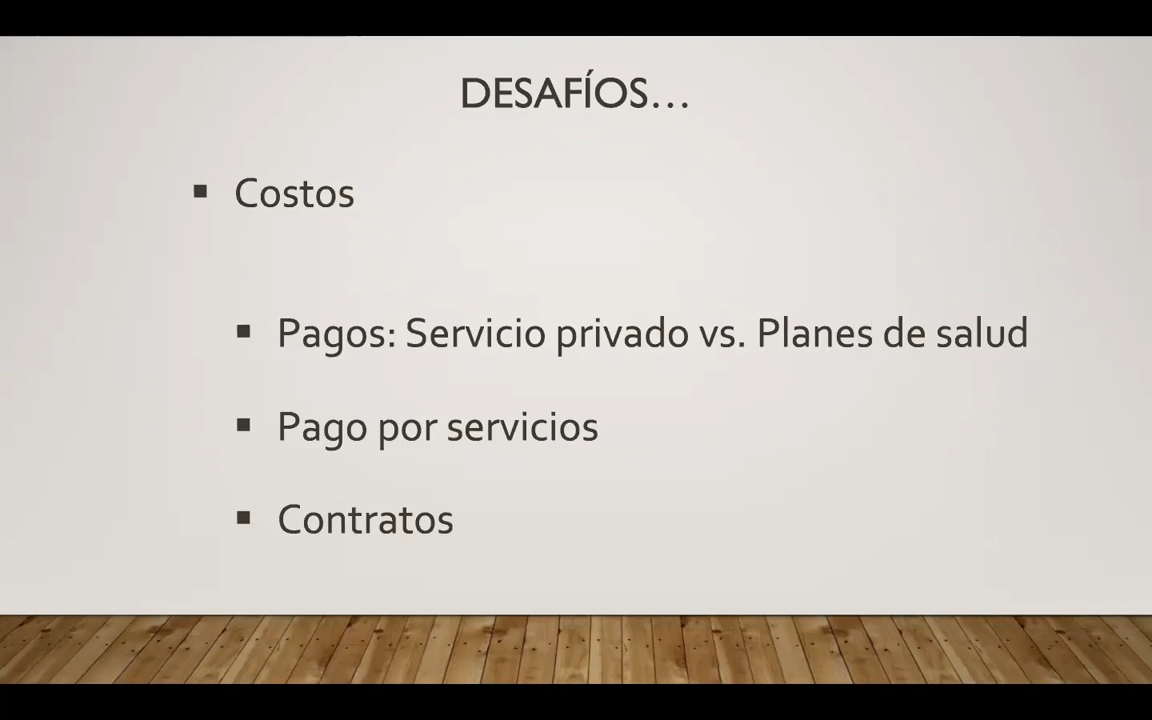 DESAFÍOS...
▪ Costos
▪ Pagos: Servicio privado vs. Planes de salud
▪ Pago por servicios
▪ Contratos